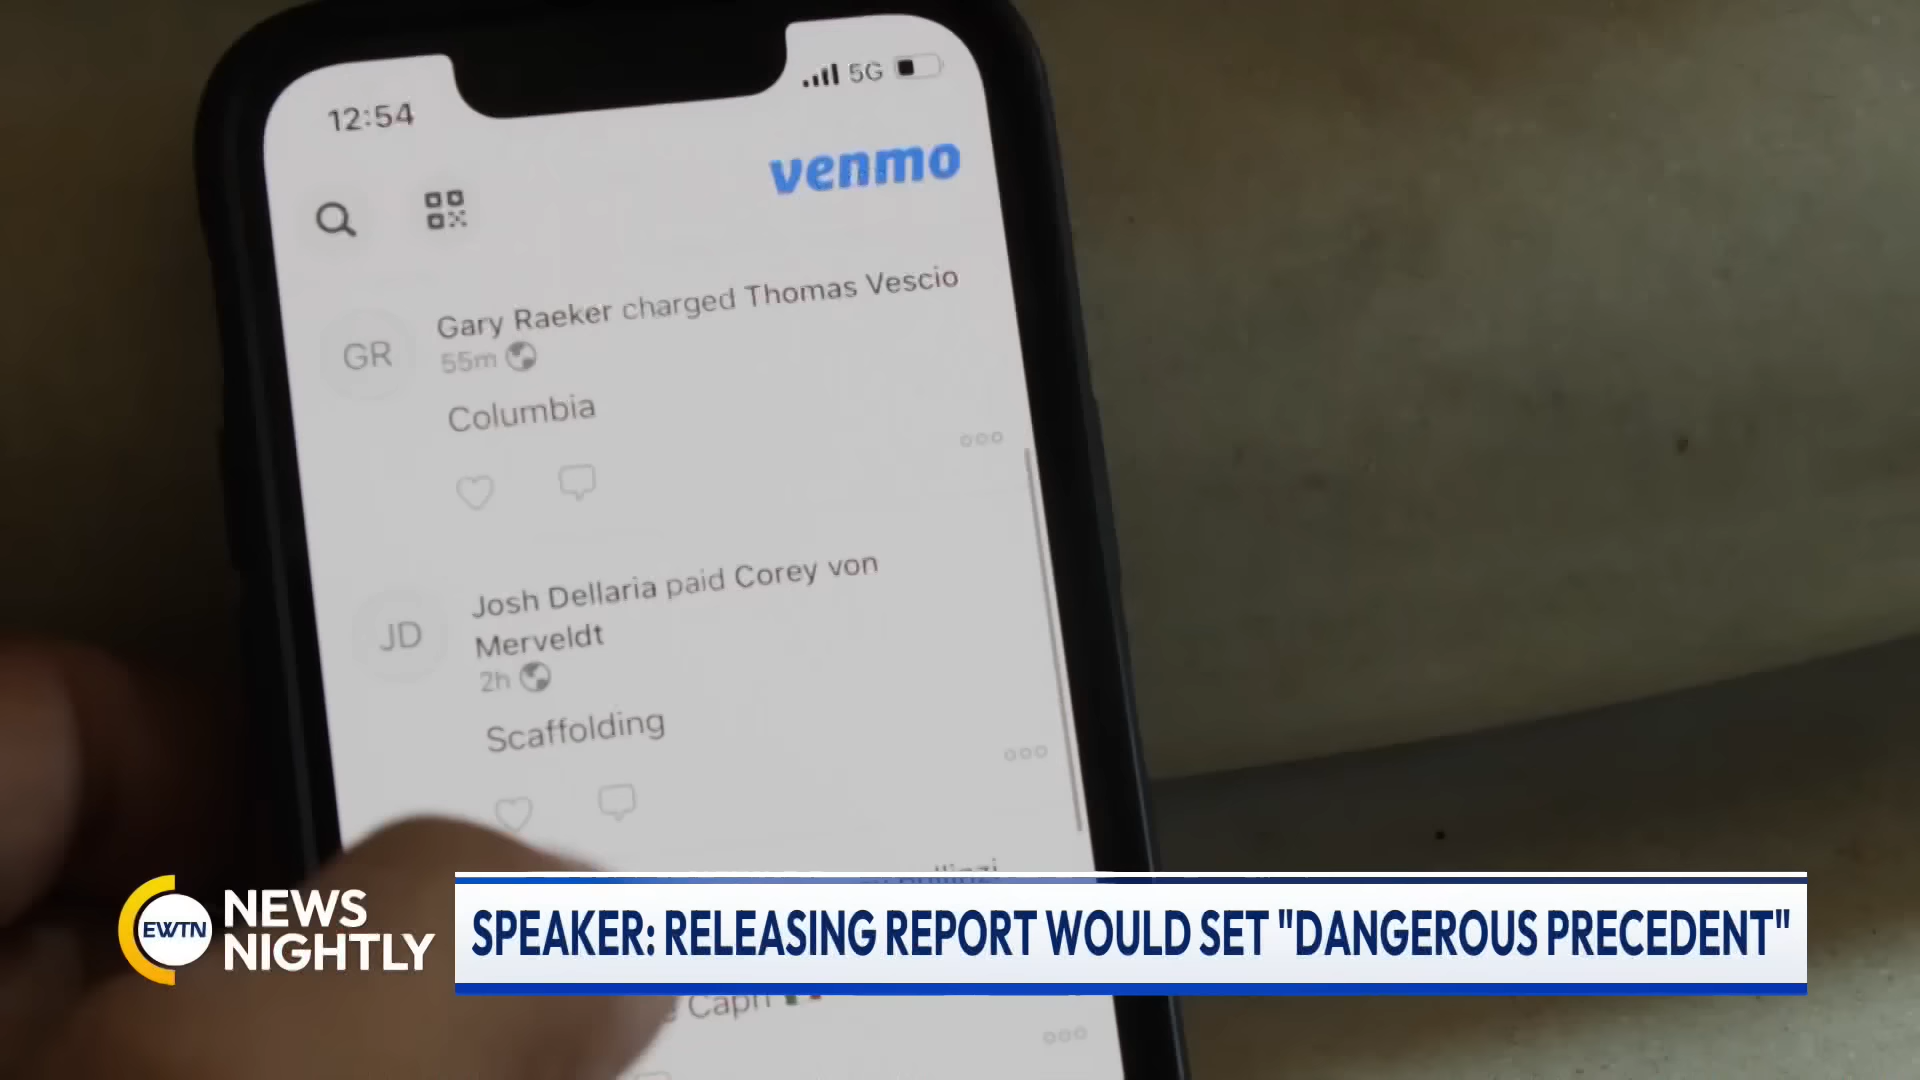 12:54
5G
venmo
GR
Gary Raeker charged Thomas Vescio
55m
Columbia
JD
Josh Dellaria paid Corey von
Merveldt
2h
Scaffolding
Capri
EWTN
NEWS
NIGHTLY
SPEAKER: RELEASING REPORT WOULD SET "DANGEROUS PRECEDENT"